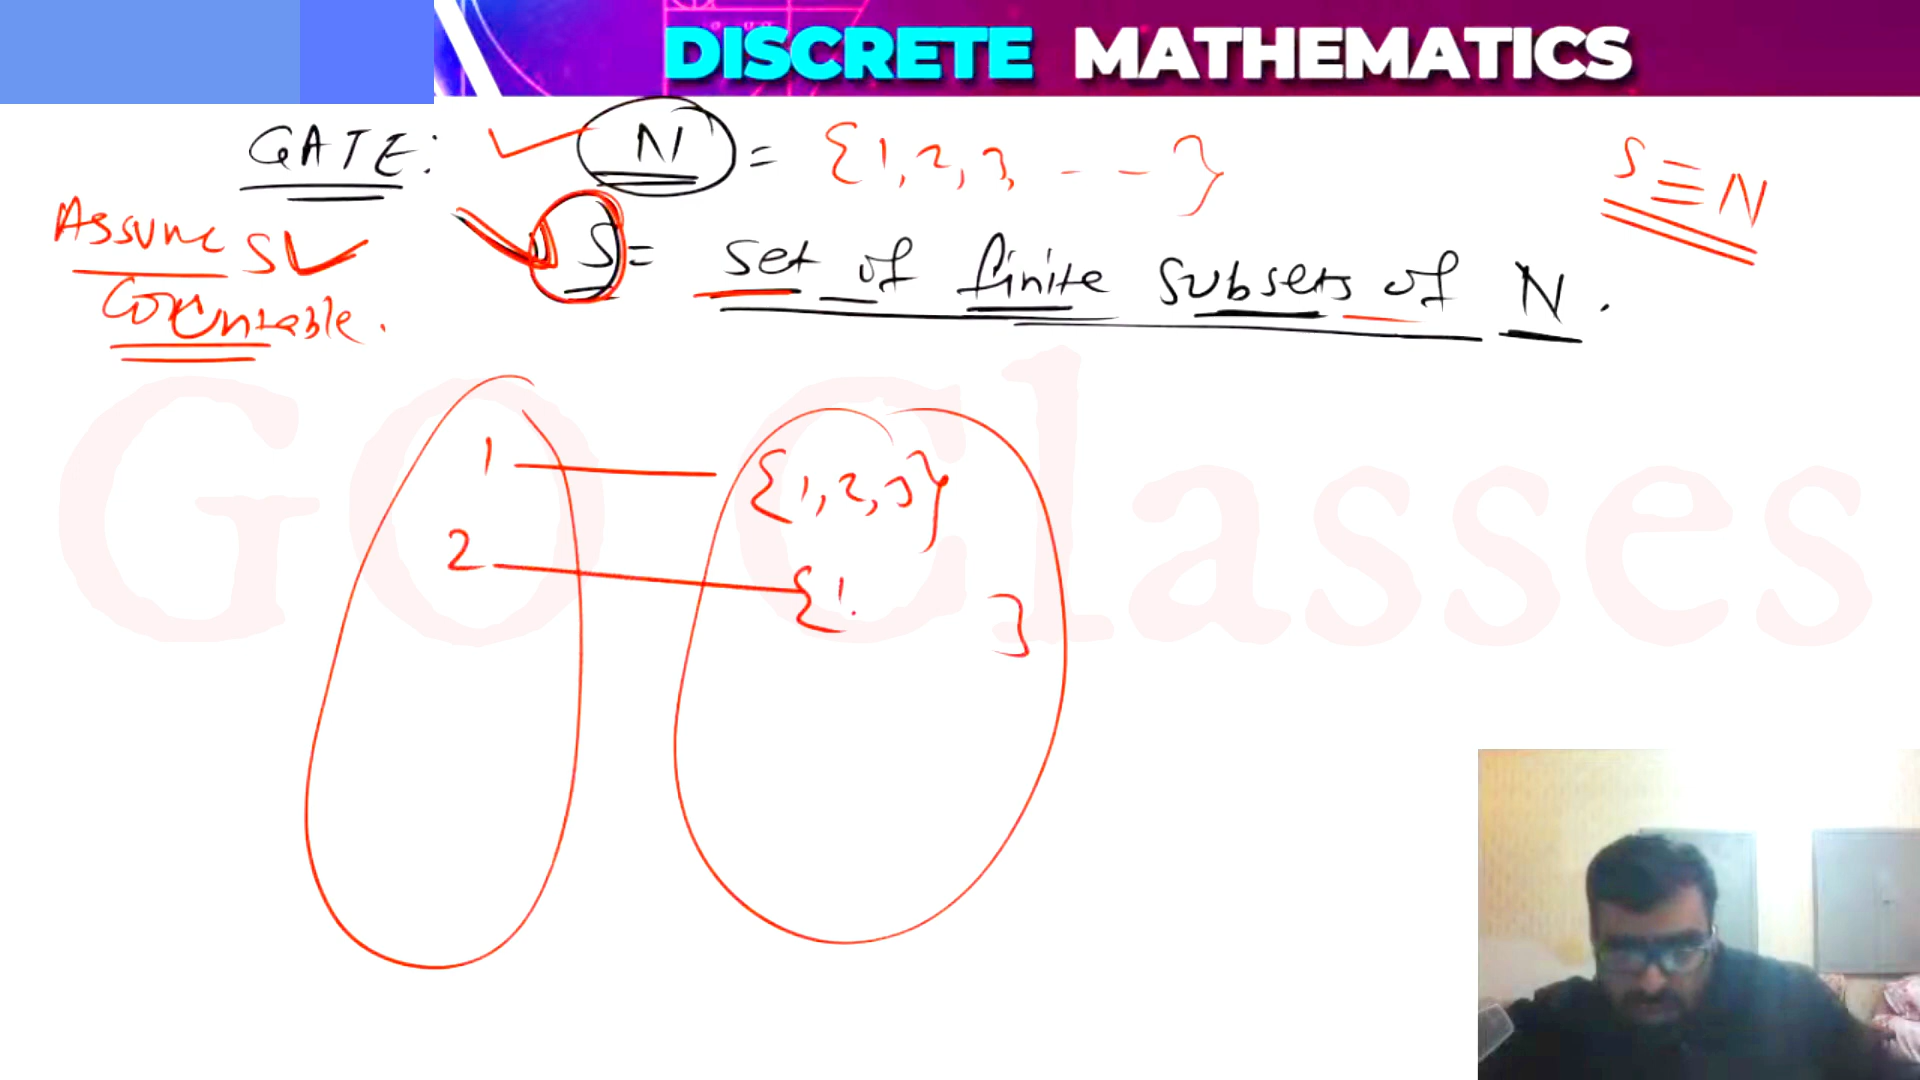 DISCRETE MATHEMATICS
GATE: N = {1, 2, 3, - - }
S ≡ N
Assume S
Countable.
S = set of finite subsets of N.
GO Classes
1 {1, 2, 3}
2 {1. }